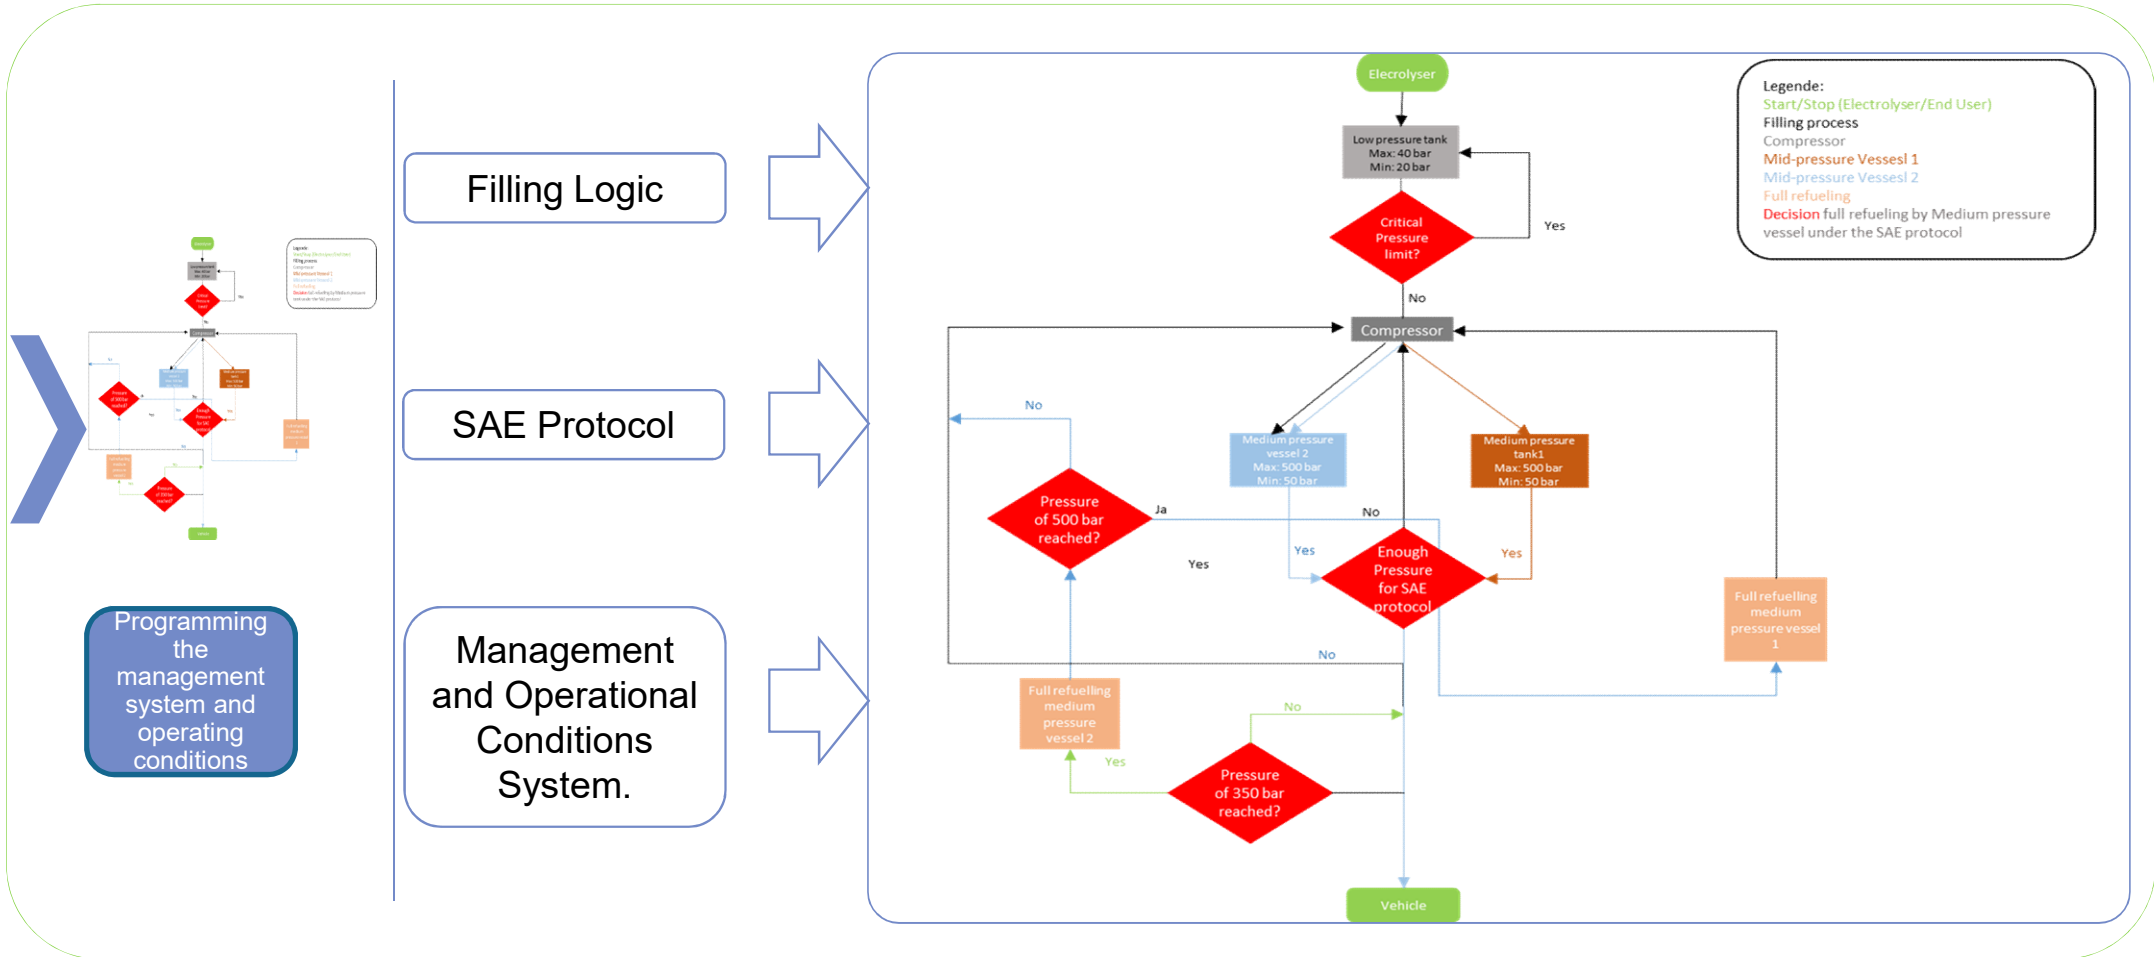 Programming
the
management
system and
operating
conditions
Filling Logic
SAE Protocol
Management
and Operational
Conditions
System.
Elecrolyser
Low pressure tank
Max: 40 bar
Min: 20 bar
Critical
Pressure
limit?
Yes
No
Compressor
No
Medium pressure
vessel 2
Max: 500 bar
Min: 50 bar
Medium pressure
tank1
Max: 500 bar
Min: 50 bar
Pressure
of 500 bar
reached?
Ja
No
Yes
Yes
Enough
Pressure
for SAE
protocol
Yes
Full refuelling
medium
pressure vessel
1
No
Full refuelling
medium
pressure
vessel 2
No
Yes
Pressure
of 350 bar
reached?
Vehicle
Legende:
Start/Stop (Electrolyser/End User)
Filling process
Compressor
Mid-pressure Vessesl 1
Mid-pressure Vessesl 2
Full refueling
Decision full refueling by Medium pressure
vessel under the SAE protocol